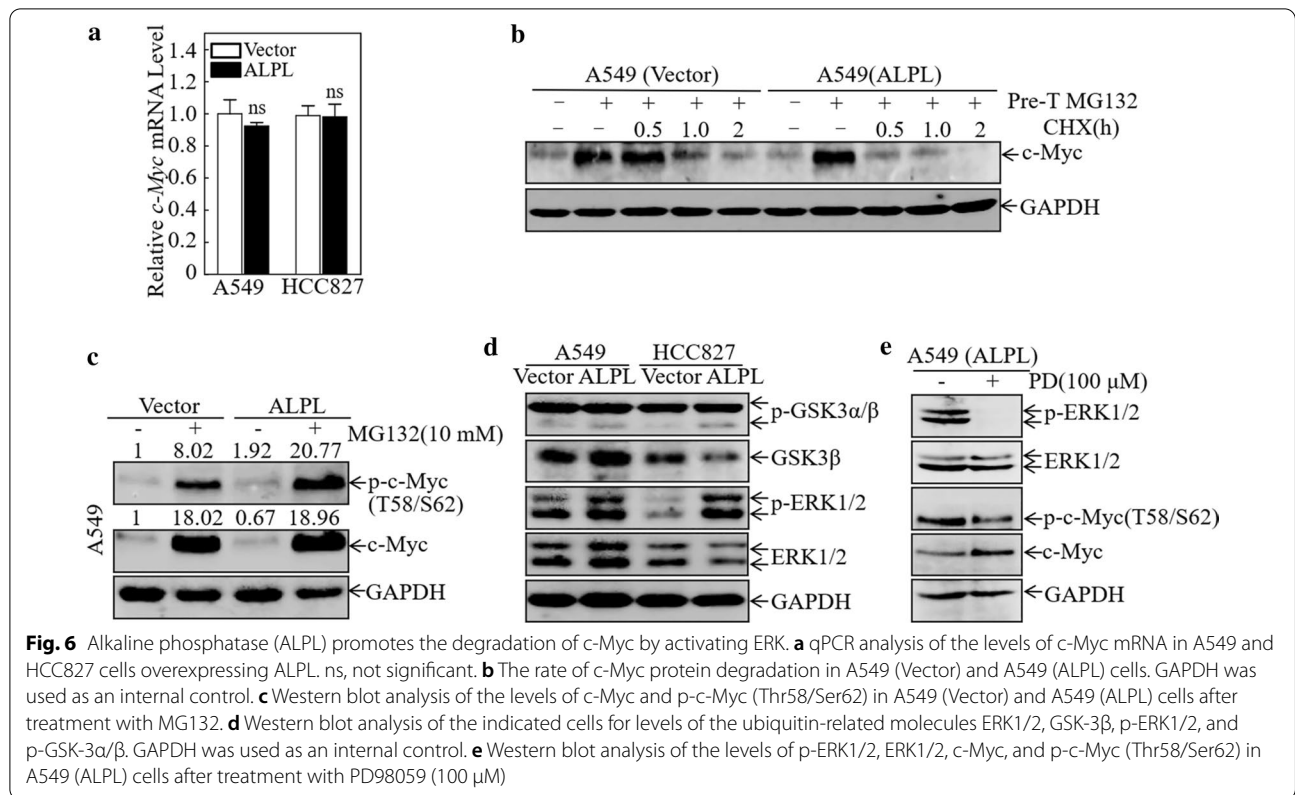 a
1.4
1.2
1.0
0.8
0.6
0.4
0.2
0
Relative c-Myc mRNA Level
Vector
ALPL
ns
ns
A549 HCC827
b
A549 (Vector) A549(ALPL)
− + + + + − + + + + Pre-T MG132
− − 0.5 1.0 2 − − 0.5 1.0 2 CHX(h)
←c-Myc
←GAPDH
c
Vector ALPL
- + - + MG132(10 mM)
1 8.02 1.92 20.77
←p-c-Myc
(T58/S62)
1 18.02 0.67 18.96
←c-Myc
←GAPDH
A549
d
A549 HCC827
Vector ALPL Vector ALPL
p-GSK3α/β
←GSK3β
p-ERK1/2
ERK1/2
←GAPDH
e
A549 (ALPL)
- + PD(100 μM)
p-ERK1/2
ERK1/2
←p-c-Myc(T58/S62)
←c-Myc
←GAPDH
Fig. 6 Alkaline phosphatase (ALPL) promotes the degradation of c-Myc by activating ERK. a qPCR analysis of the levels of c-Myc mRNA in A549 and
HCC827 cells overexpressing ALPL. ns, not significant. b The rate of c-Myc protein degradation in A549 (Vector) and A549 (ALPL) cells. GAPDH was
used as an internal control. c Western blot analysis of the levels of c-Myc and p-c-Myc (Thr58/Ser62) in A549 (Vector) and A549 (ALPL) cells after
treatment with MG132. d Western blot analysis of the indicated cells for levels of the ubiquitin-related molecules ERK1/2, GSK-3β, p-ERK1/2, and
p-GSK-3α/β. GAPDH was used as an internal control. e Western blot analysis of the levels of p-ERK1/2, ERK1/2, c-Myc, and p-c-Myc (Thr58/Ser62) in
A549 (ALPL) cells after treatment with PD98059 (100 μM)